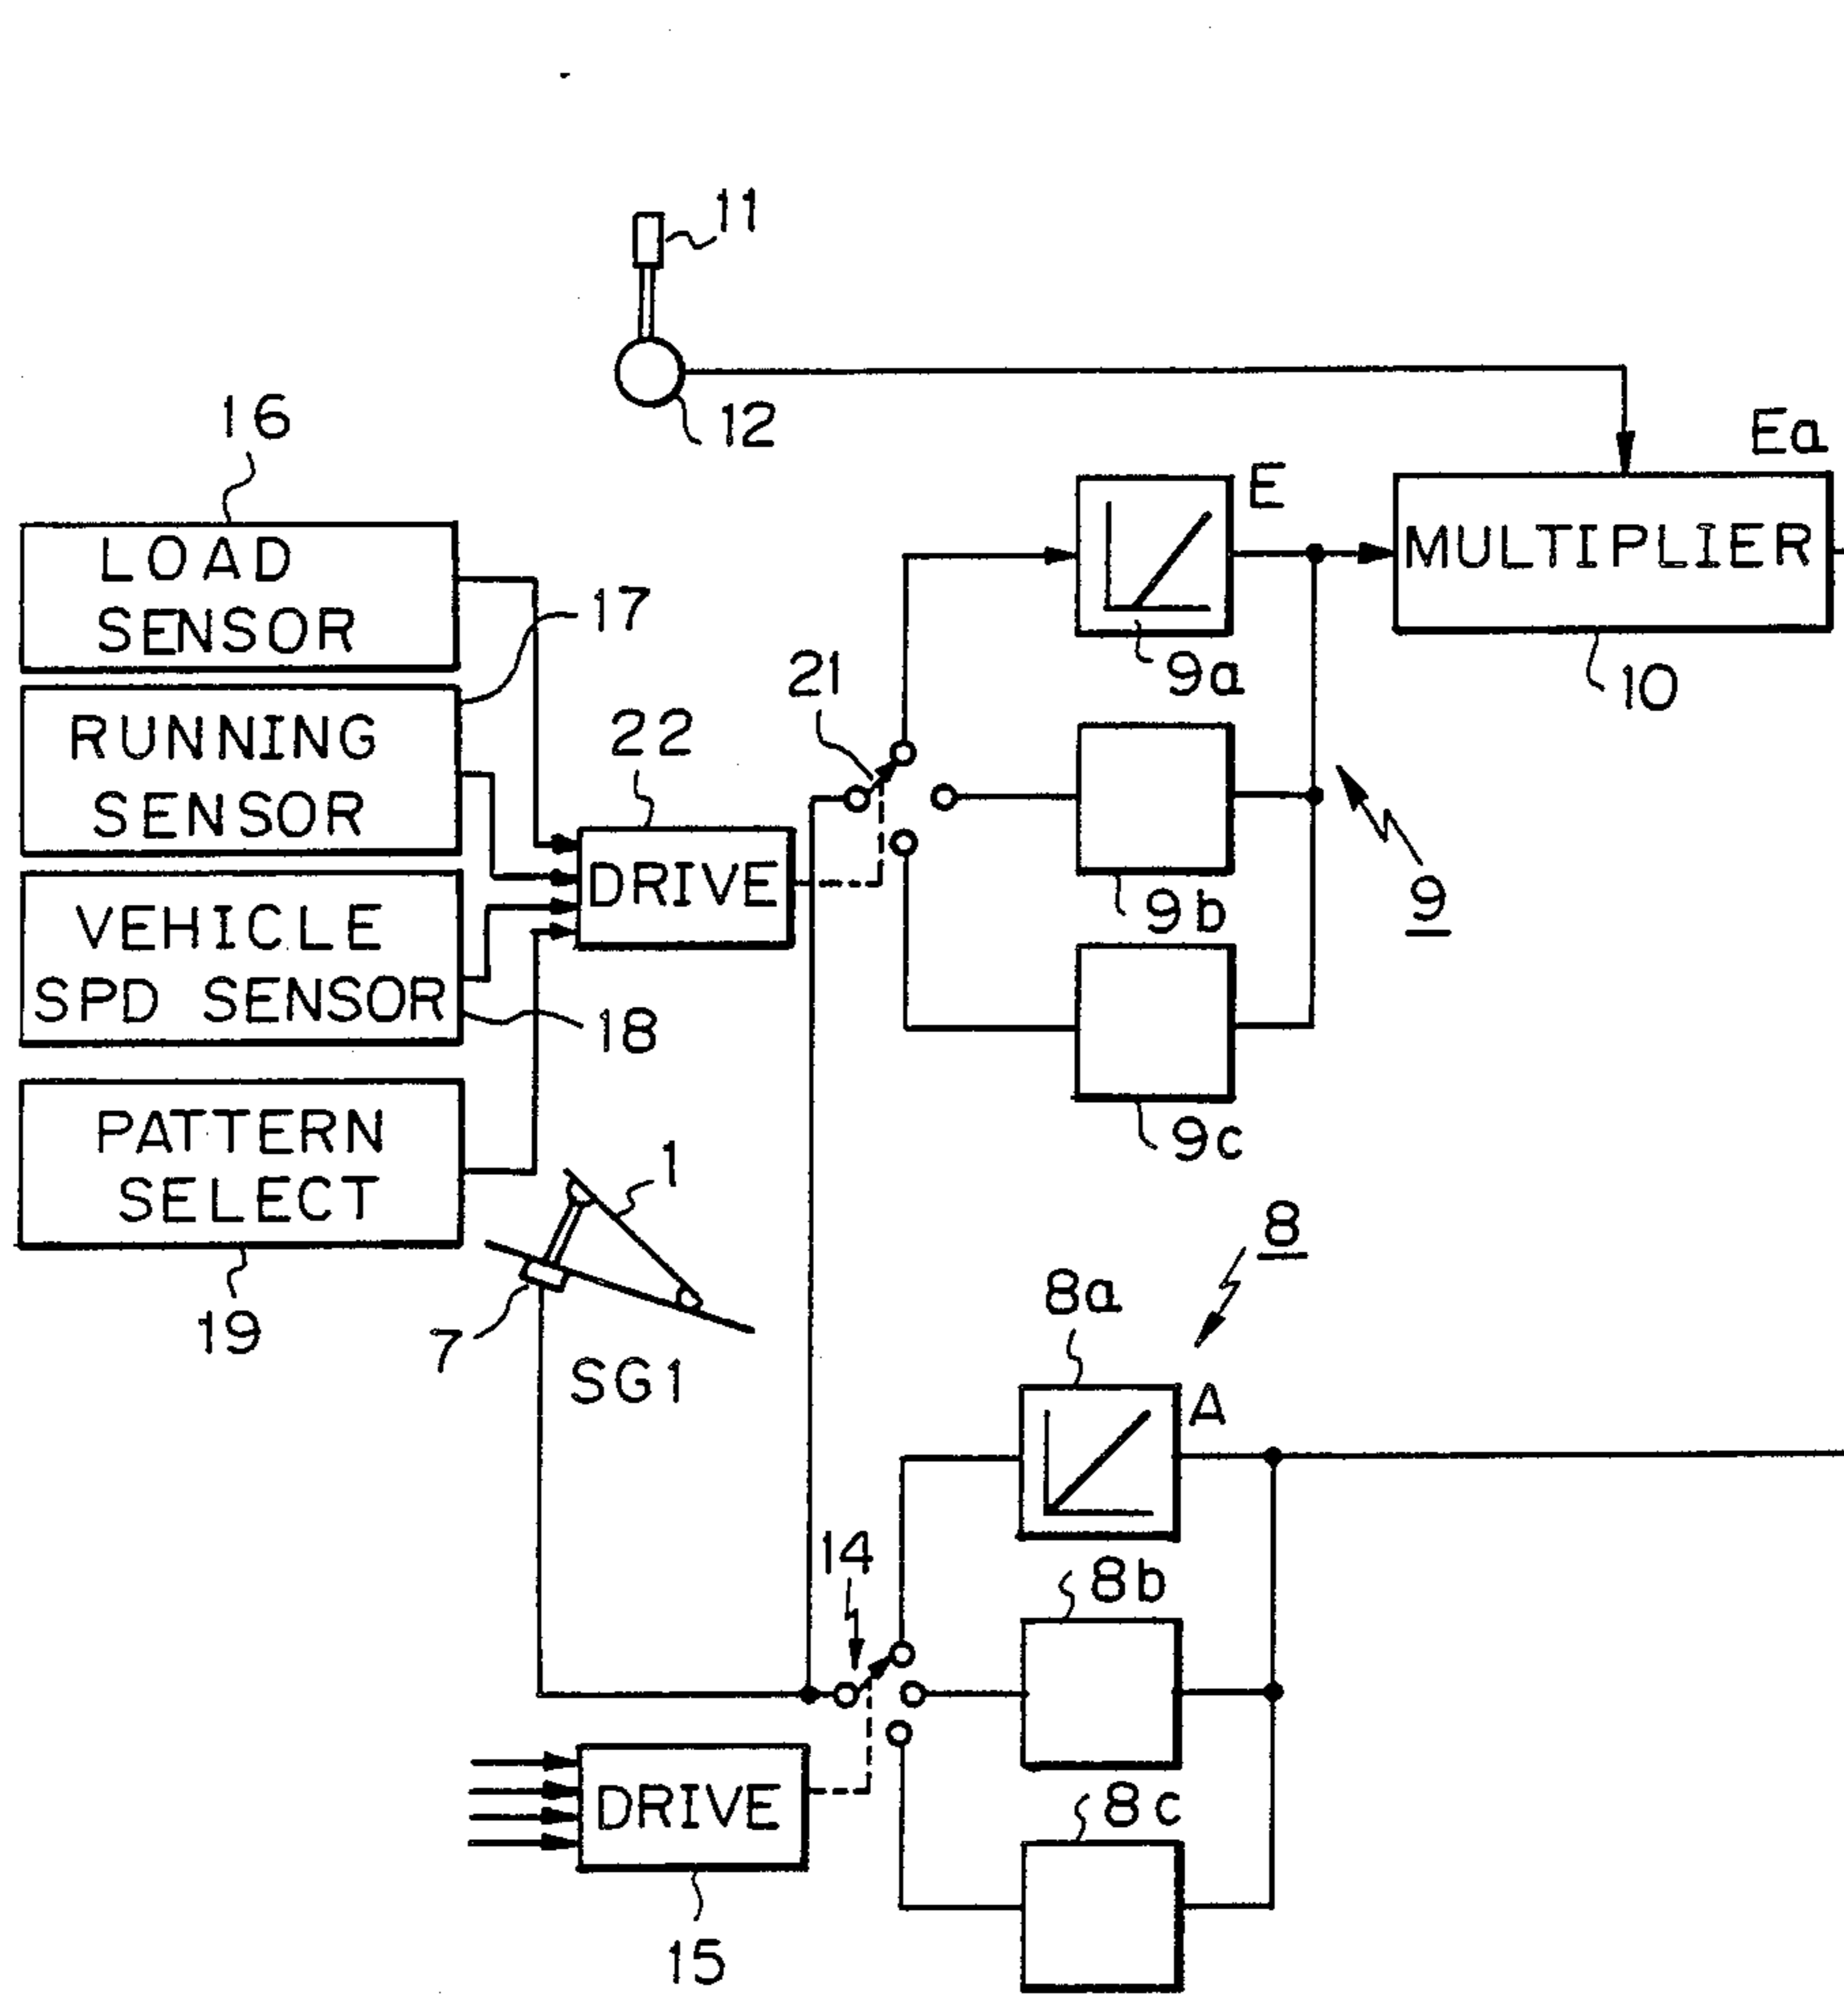 11
12
16
Ea
E
LOAD
SENSOR
MULTIPLIER
17
9a
10
21
RUNNING
SENSOR
22
DRIVE
9b
9
VEHICLE
SPD SENSOR
18
9c
PATTERN
SELECT
1
8
19
7
8a
SG1
A
14
8b
DRIVE
8c
15